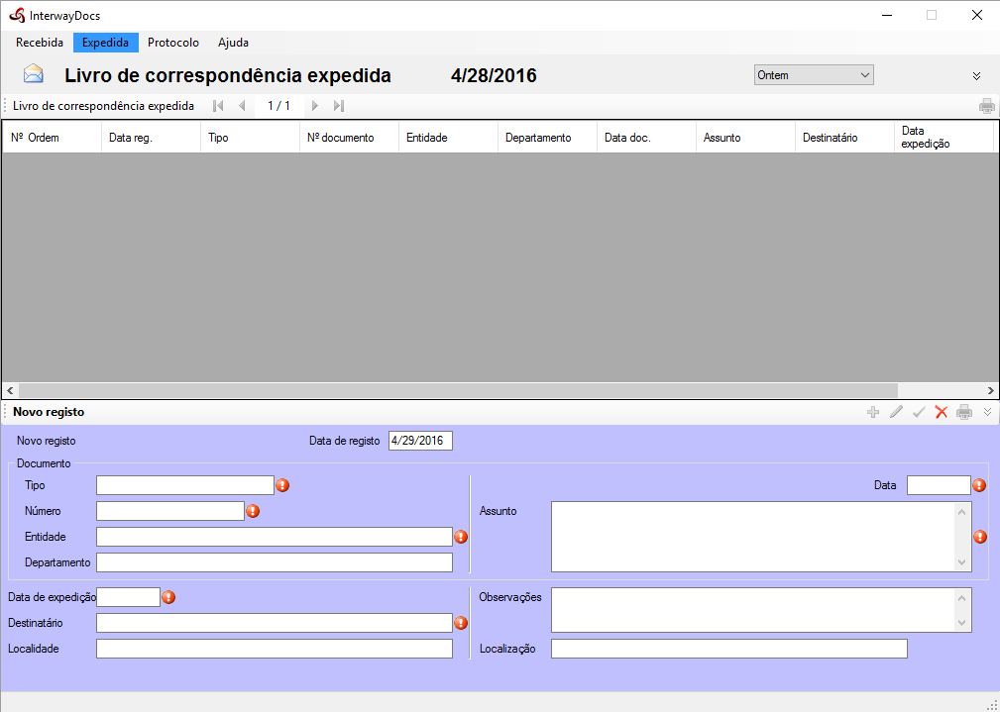 InterwayDocs
Recebida Expedida Protocolo Ajuda
Livro de correspondência expedida 4/28/2016 Ontem
Livro de correspondência expedida 1 / 1
Nº Ordem Data reg. Tipo Nº documento Entidade Departamento Data doc. Assunto Destinatário Data expedição
Novo registo
Novo registo Data de registo 4/29/2016
Documento
Tipo Data
Número Assunto
Entidade
Departamento
Data de expedição Observações
Destinatário
Localidade Localização